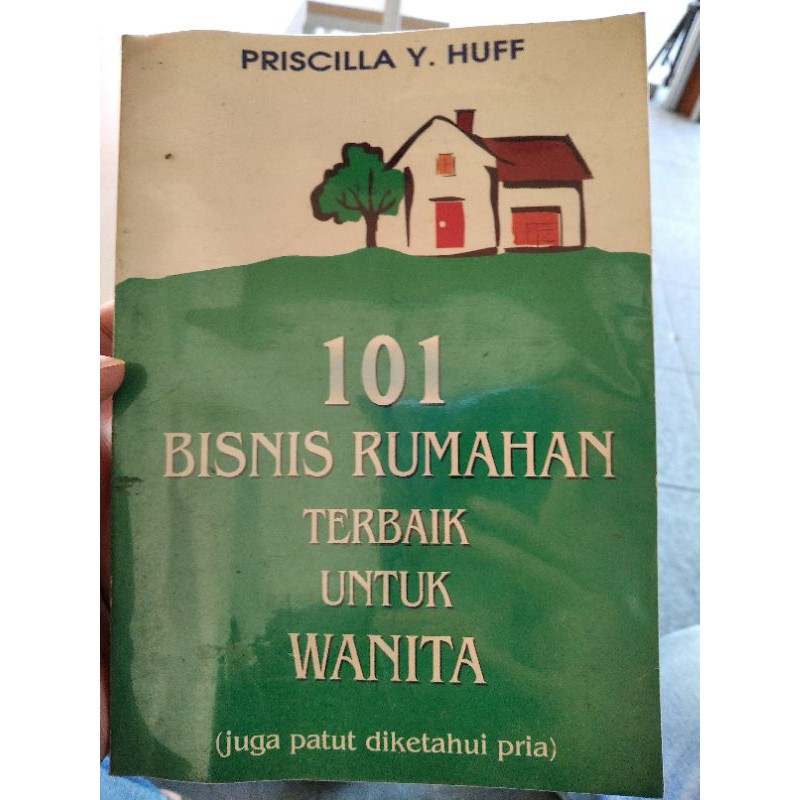 PRISCILLA Y. HUFF
101
BISNIS RUMAHAN
TERBAIK
UNTUK
WANITA
(juga patut diketahui pria)